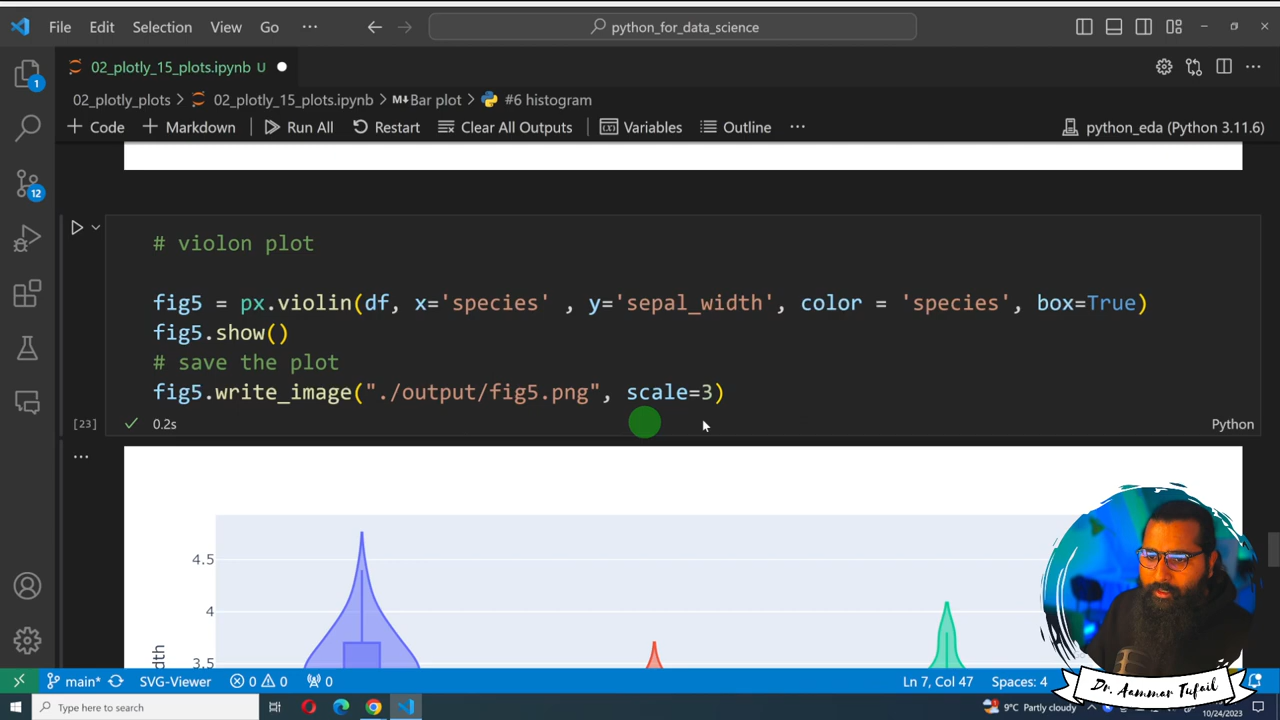 File Edit Selection View Go ··· python_for_data_science
02_plotly_15_plots.ipynb U
02_plotly_plots > 02_plotly_15_plots.ipynb > M↓Bar plot > #6 histogram
+ Code + Markdown Run All Restart Clear All Outputs Variables Outline ··· python_eda (Python 3.11.6)
1
12
# violon plot
fig5 = px.violin(df, x='species' , y='sepal_width', color = 'species', box=True)
fig5.show()
# save the plot
fig5.write_image("./output/fig5.png", scale=3)
[23] 0.2s Python
4.5
4
3.5
dth
main* SVG-Viewer 0 0 0 Ln 7, Col 47 Spaces: 4
Dr. Aammar Tufail
Type here to search 9°C Partly cloudy 10/24/2023